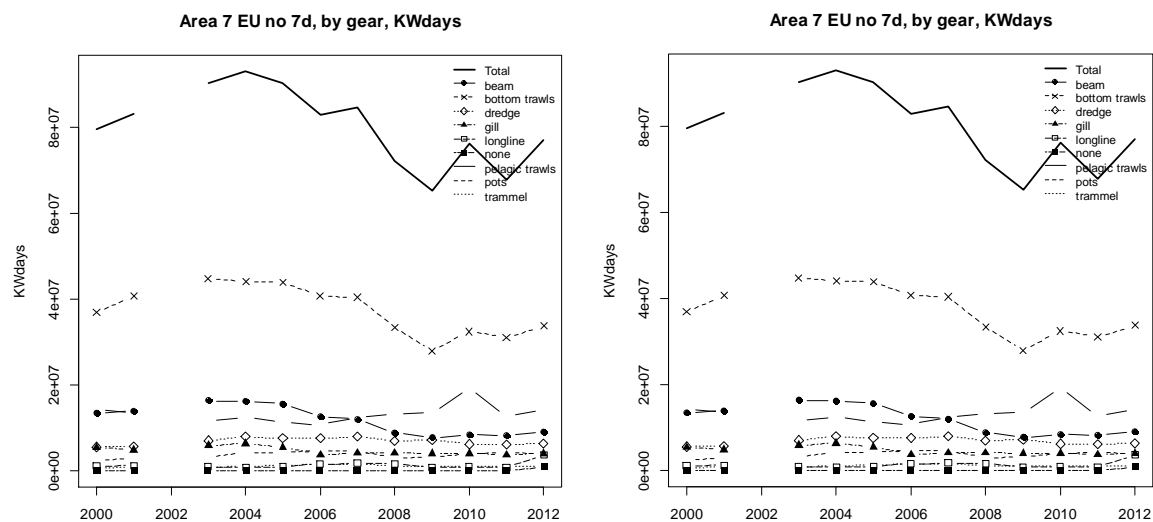 Area 7 EU no 7d, by gear, KWdays
KWdays
8e+07
6e+07
4e+07
2e+07
0e+00
2000 2002 2004 2006 2008 2010 2012
Total
beam
bottom trawls
dredge
gill
longline
none
pelagic trawls
pots
trammel
Area 7 EU no 7d, by gear, KWdays
KWdays
8e+07
6e+07
4e+07
2e+07
0e+00
2000 2002 2004 2006 2008 2010 2012
Total
beam
bottom trawls
dredge
gill
longline
none
pelagic trawls
pots
trammel